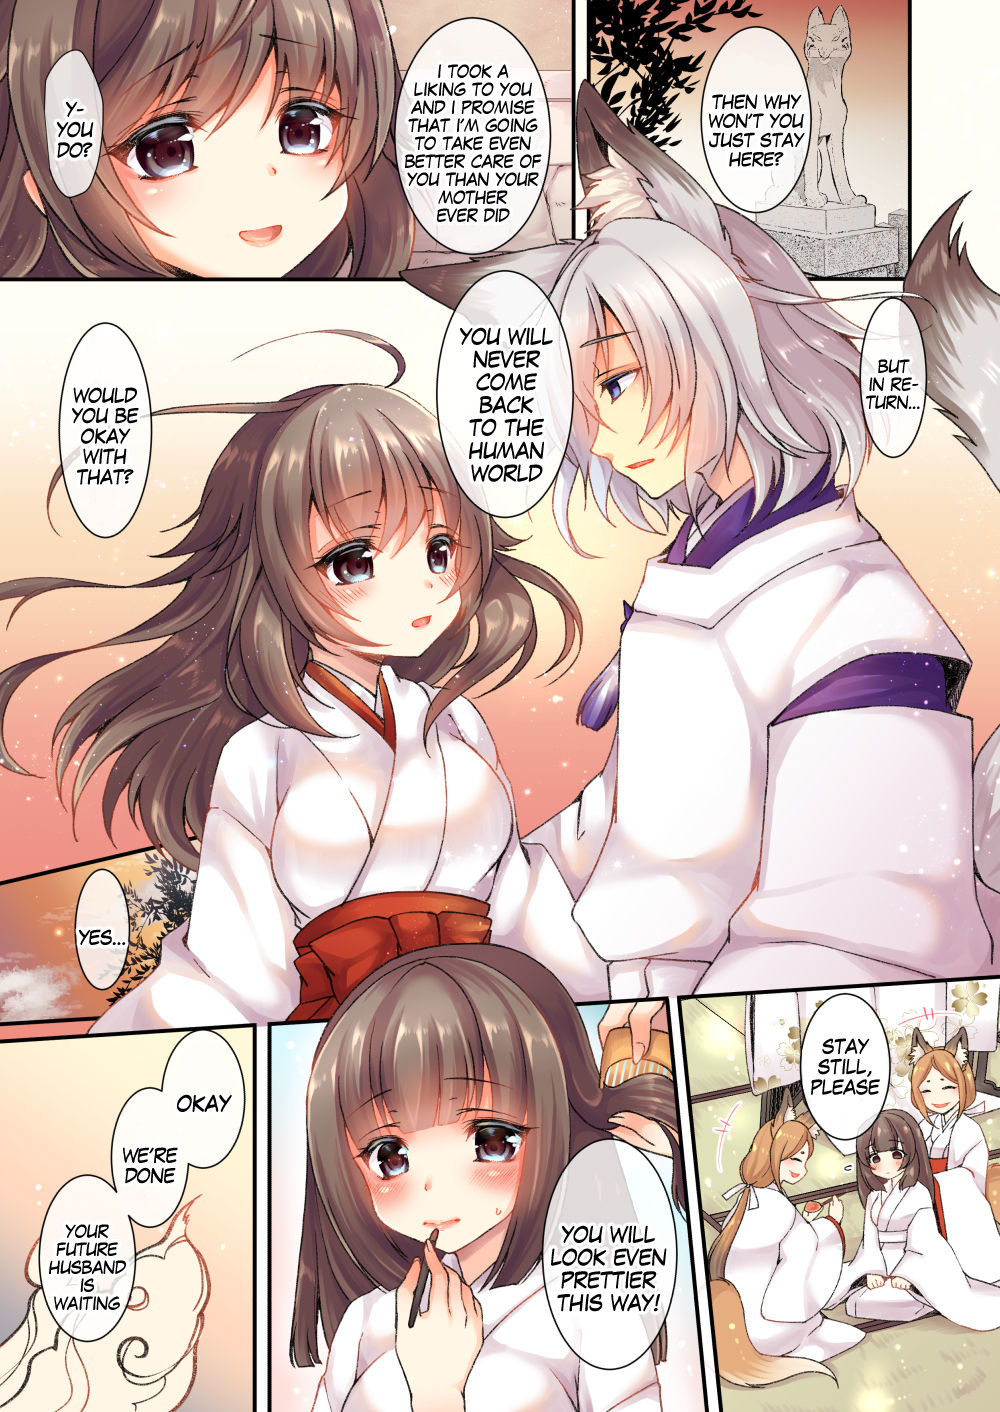 THEN WHY
WON'T YOU
JUST STAY
HERE?
I TOOK A
LIKING TO YOU
AND I PROMISE
THAT I'M GOING
TO TAKE EVEN
BETTER CARE OF
YOU THAN YOUR
MOTHER
EVER DID
Y-
YOU
DO?
BUT
IN RE-
TURN...
YOU WILL
NEVER
COME
BACK
TO THE
HUMAN
WORLD
WOULD
YOU BE
OKAY
WITH
THAT?
YES...
STAY
STILL,
PLEASE
YOU WILL
LOOK EVEN
PRETTIER
THIS WAY!
OKAY
WE'RE
DONE
YOUR
FUTURE
HUSBAND
IS
WAITING